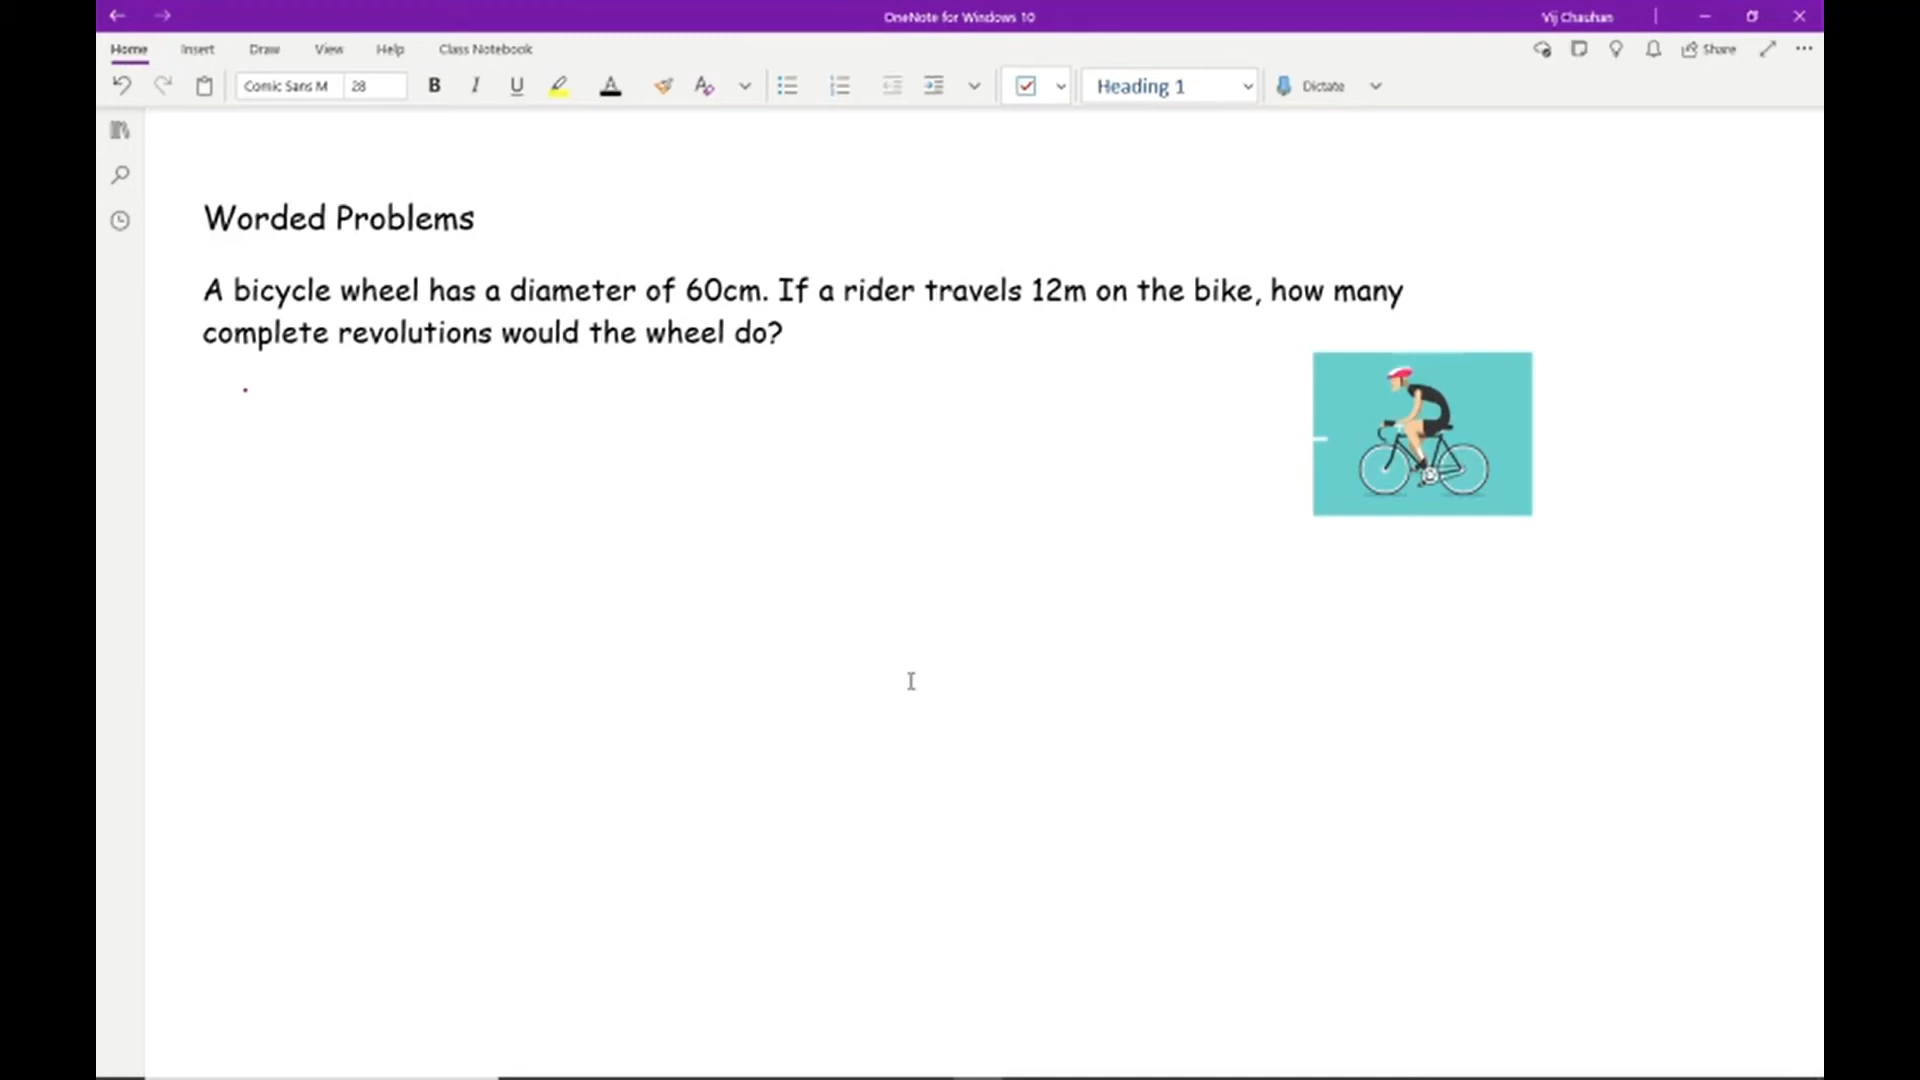 OneNote for Windows 10
Vij Chauhan
Home Insert Draw View Help Class Notebook
Share
Comic Sans M 28 B I U A A Heading 1 Dictate
Worded Problems
A bicycle wheel has a diameter of 60cm. If a rider travels 12m on the bike, how many
complete revolutions would the wheel do?